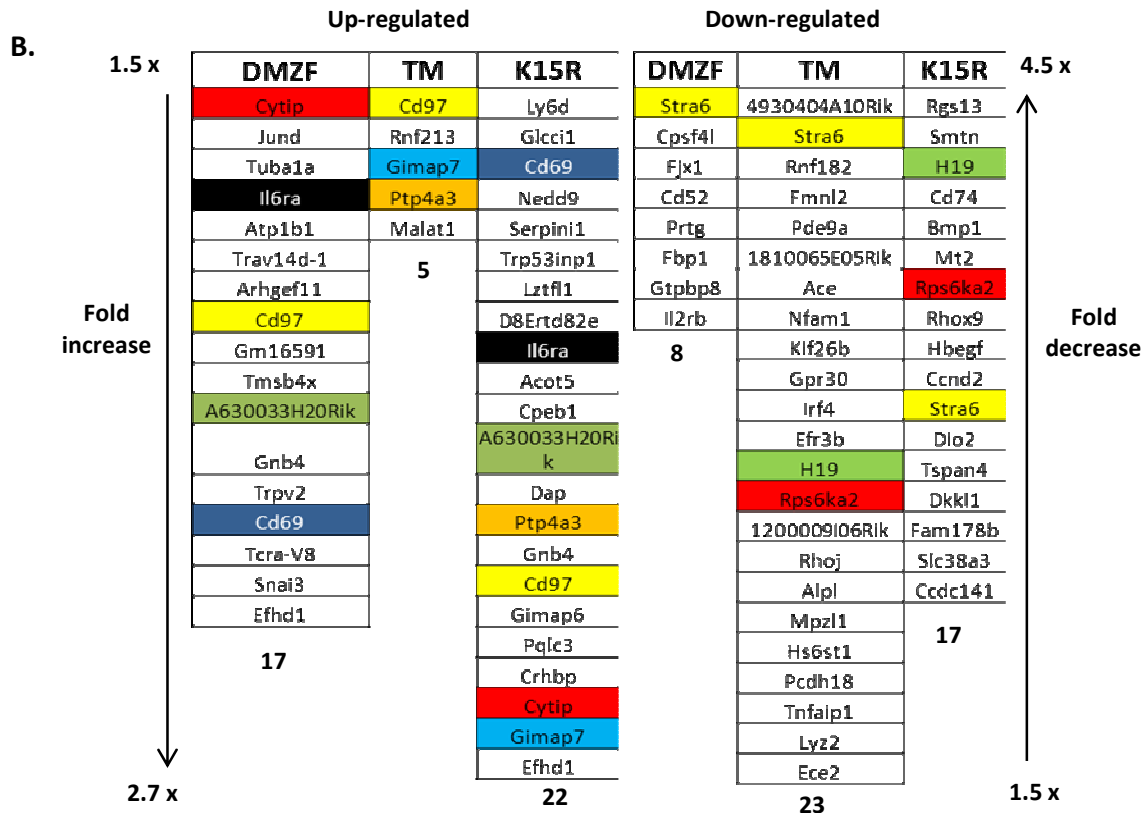 B.
Up-regulated
Down-regulated
1.5 x
DMZF TM K15R
DMZF TM K15R
4.5 x
Cytip Cd97 Ly6d Stra6 4930404A10Rik Rgs13
Jund Rnf213 Glcci1 Cpsf4l Stra6 Smtn
Tuba1a Gimap7 Cd69 Fjx1 Rnf182 H19
Il6ra Ptp4a3 Nedd9 Cd52 Fmnl2 Cd74
Atp1b1 Malat1 Serpini1 Prtg Pde9a Bmp1
Trav14d-1 5 Trp53inp1 Fbp1 1810065E05Rik Mt2
Arhgef11 Lztfl1 Gtpbp8 Ace Rps6ka2
Fold increase
Cd97 D8Ertd82e Il2rb Nfam1 Rhox9
Fold decrease
Gm16591 Il6ra 8 Klf26b Hbegf
Tmsb4x Acot5 Gpr30 Ccnd2
A630033H20Rik Cpeb1 Irf4 Stra6
A630033H20Ri
k
Efr3b Dio2
Gnb4 H19 Tspan4
Trpv2 Dap Rps6ka2 Dkkl1
Cd69 Ptp4a3 1200009I06Rik Fam178b
Tcra-V8 Gnb4 Rhoj Slc38a3
Snai3 Cd97 Alpl Ccdc141
Efhd1 Gimap6 Mpzl1 17
17 Pqlc3 Hs6st1
Crhbp Pcdh18
Cytip Tnfaip1
Gimap7 Lyz2
Efhd1 Ece2
2.7 x 22 23 1.5 x